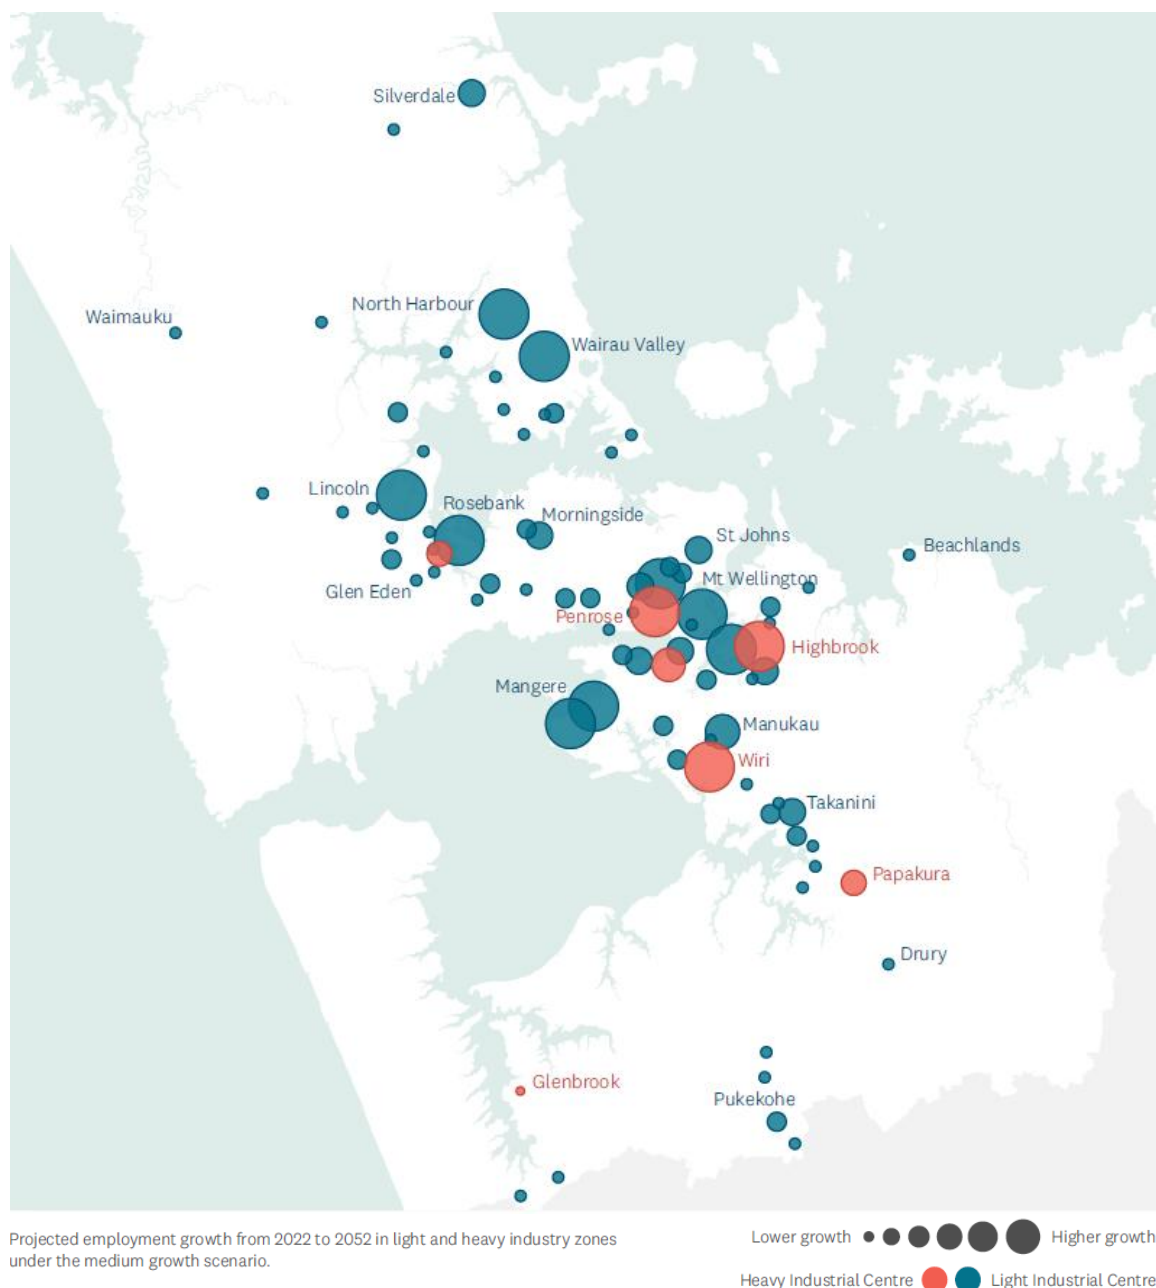 Silverdale
North Harbour
Waimauku
Wairau Valley
Lincoln
Rosebank
Morningside
St Johns
Beachlands
Mt Wellington
Glen Eden
Penrose
Highbrook
Mangere
Manukau
Wiri
Takanini
Papakura
Drury
Glenbrook
Pukekohe
Projected employment growth from 2022 to 2052 in light and heavy industry zones
under the medium growth scenario.
Lower growth Higher growth
Heavy Industrial Centre Light Industrial Centre